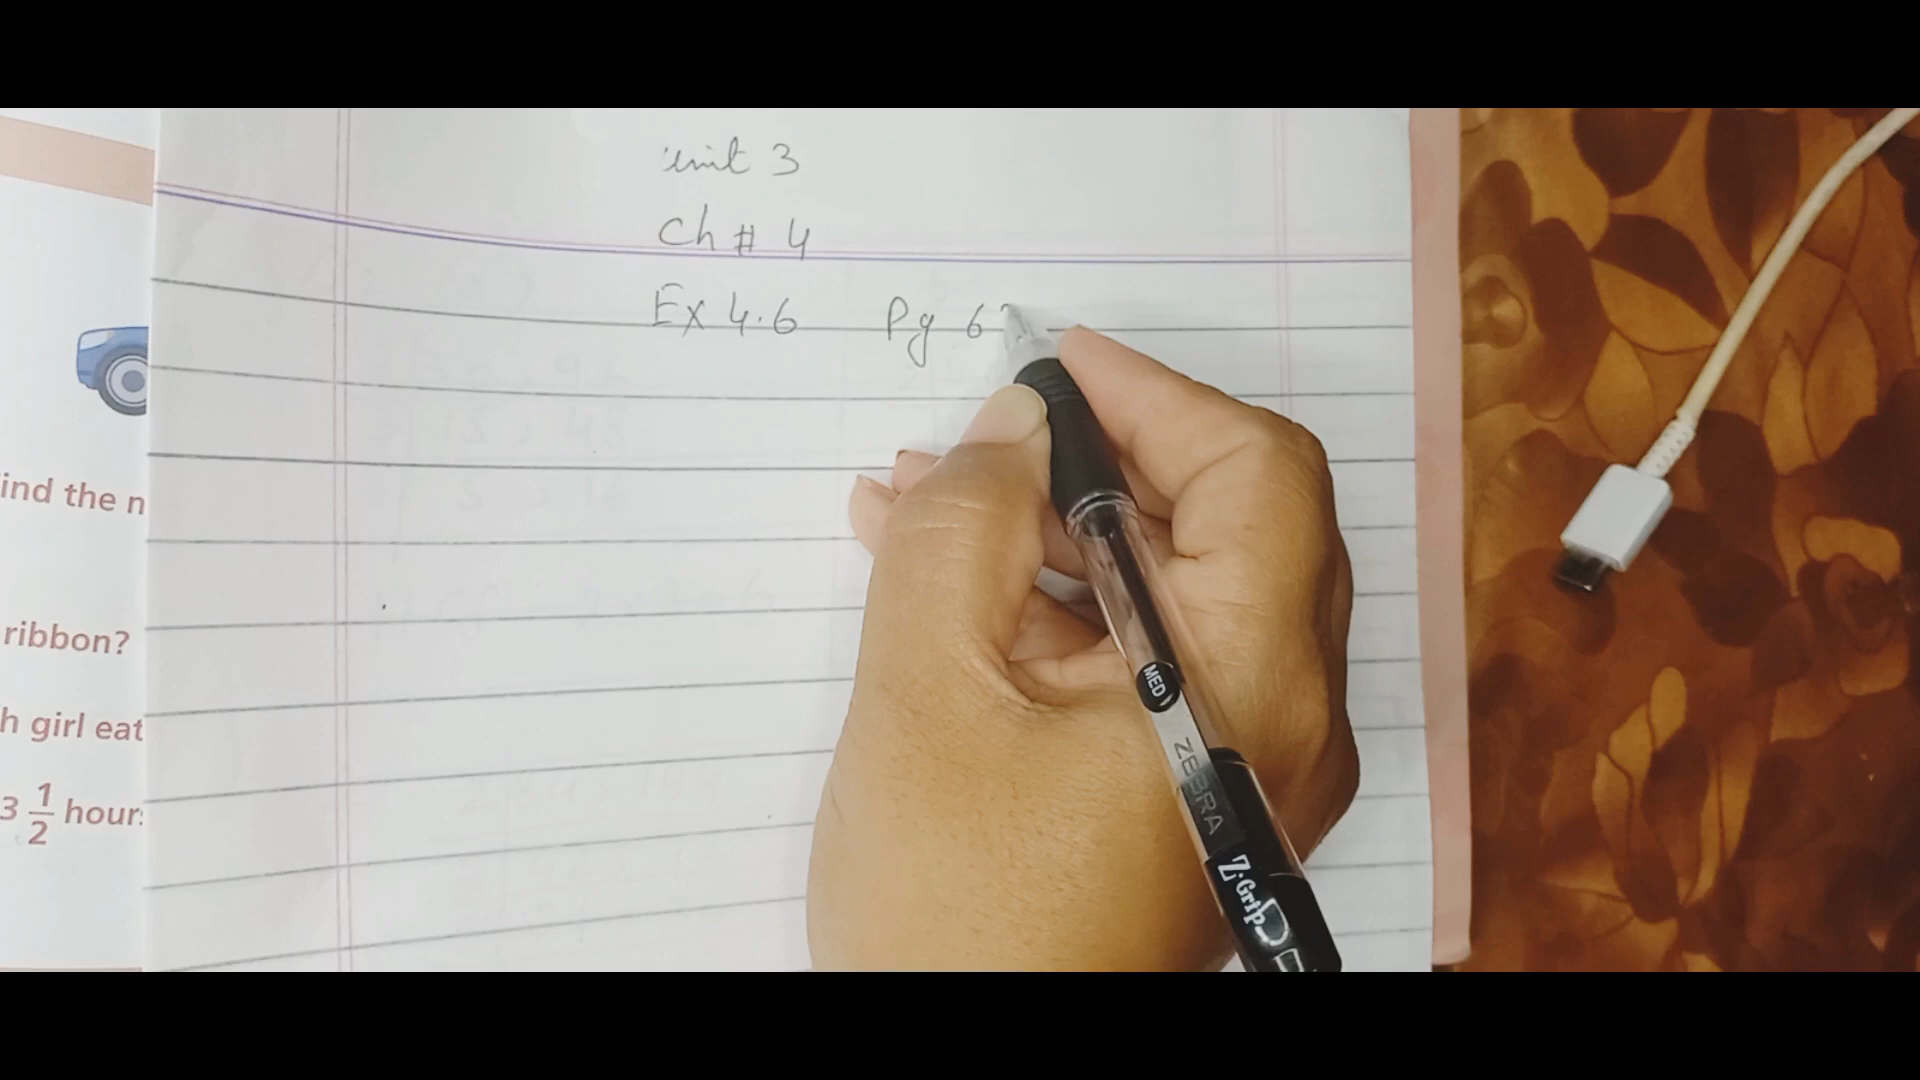 unit 3
Ch # 4
Ex 4.6 Pg 6
ind the n
ribbon?
h girl eat
3 1/2 hour
MED
ZEBRA
Z-Grip